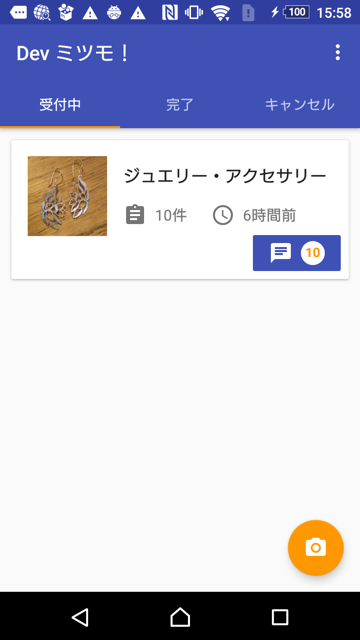 100 15:58
Dev ミツモ！
受付中 完了 キャンセル
ジュエリー・アクセサリー
10件 6時間前
10